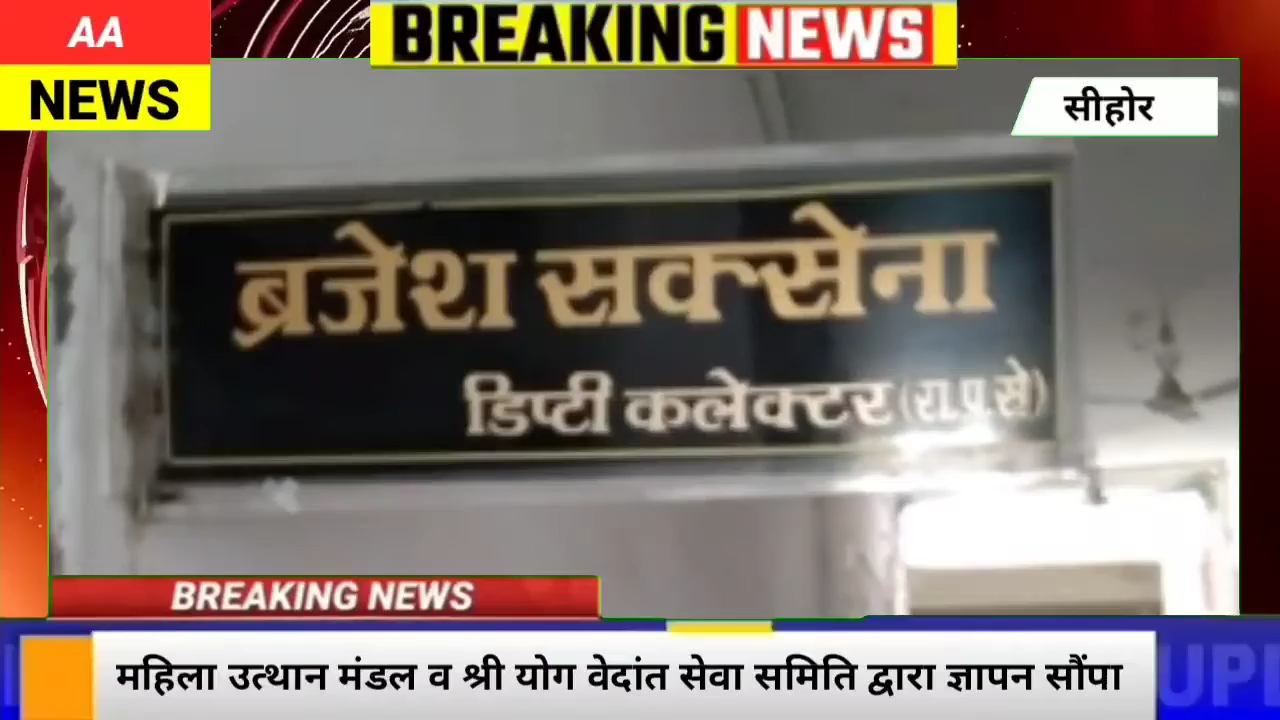 AA
NEWS
BREAKING NEWS
सीहोर
ब्रजेश सक्सेना
डिप्टी कलेक्टर (रा.प्र.से)
BREAKING NEWS
महिला उत्थान मंडल व श्री योग वेदांत सेवा समिति द्वारा ज्ञापन सौंपा